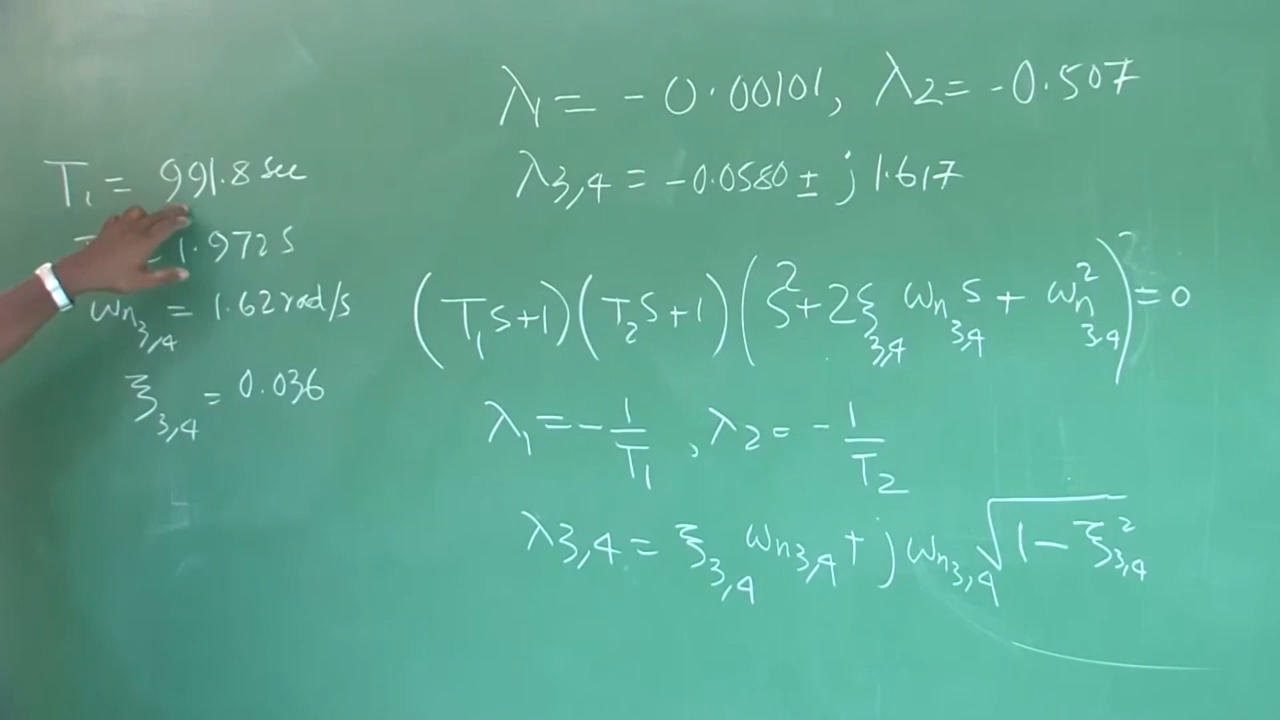 λ1 = - 0.00101, λ2 = -0.507
λ3,4 = -0.0580 ± j 1.617
T1 = 991.8 sec
= 1.972 s
ωn3,4 = 1.62 rad/s
ξ3,4 = 0.036
(T1s+1)(T2s+1)(s²+2ξ3,4 ωn3,4 s + ωn²3,4) = 0
λ1 = - 1/T1, λ2 = - 1/T2
λ3,4 = ξ3,4 ωn3,4 + j ωn3,4 √1 - ξ²3,4